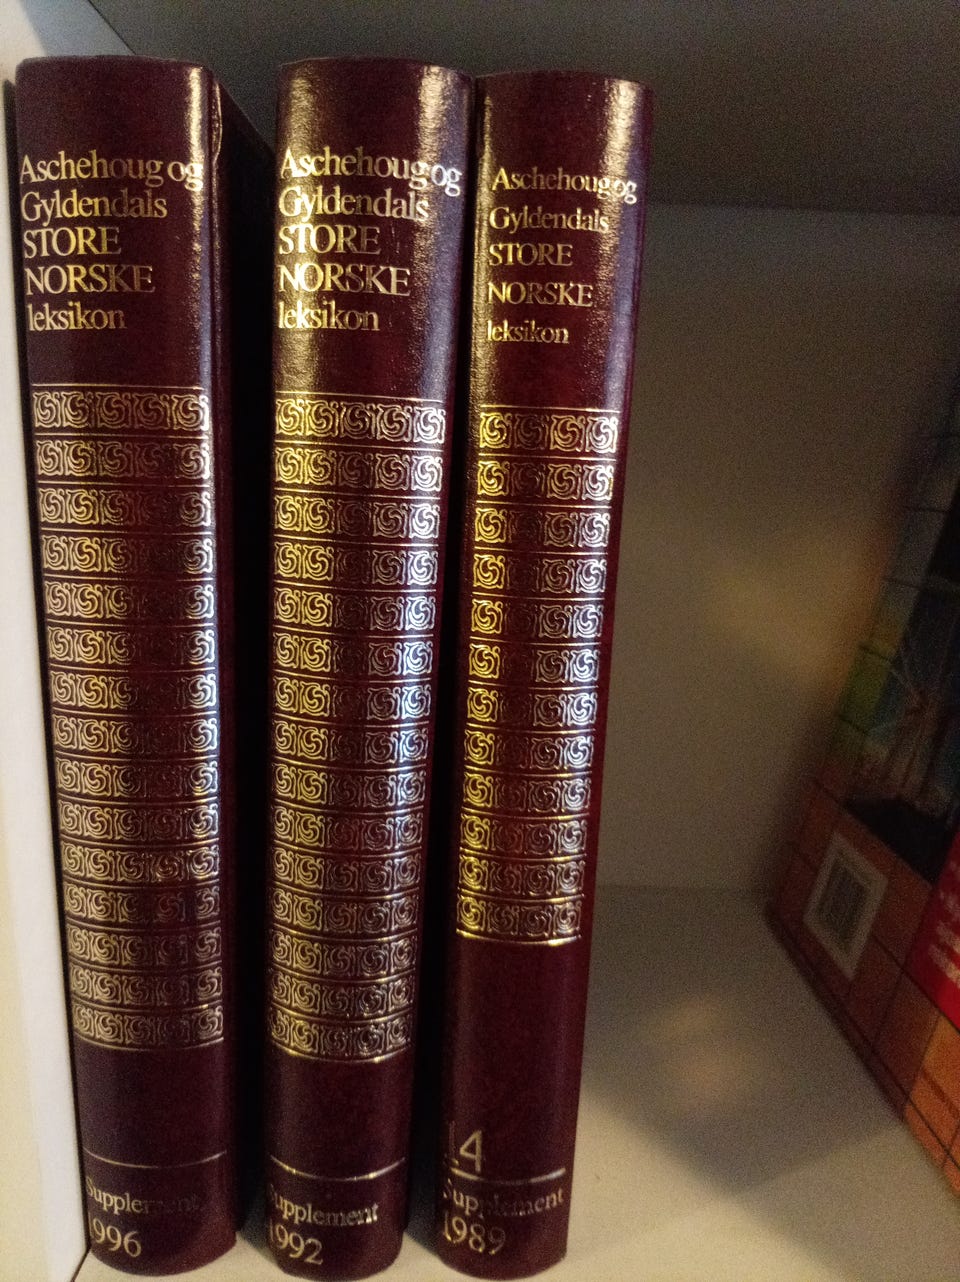 Aschehoug og
Gyldendals
STORE
NORSKE
leksikon
Supplement
1996
Aschehoug og
Gyldendals
STORE
NORSKE
leksikon
Supplement
1992
Aschehoug og
Gyldendals
STORE
NORSKE
leksikon
14
Supplement
1989